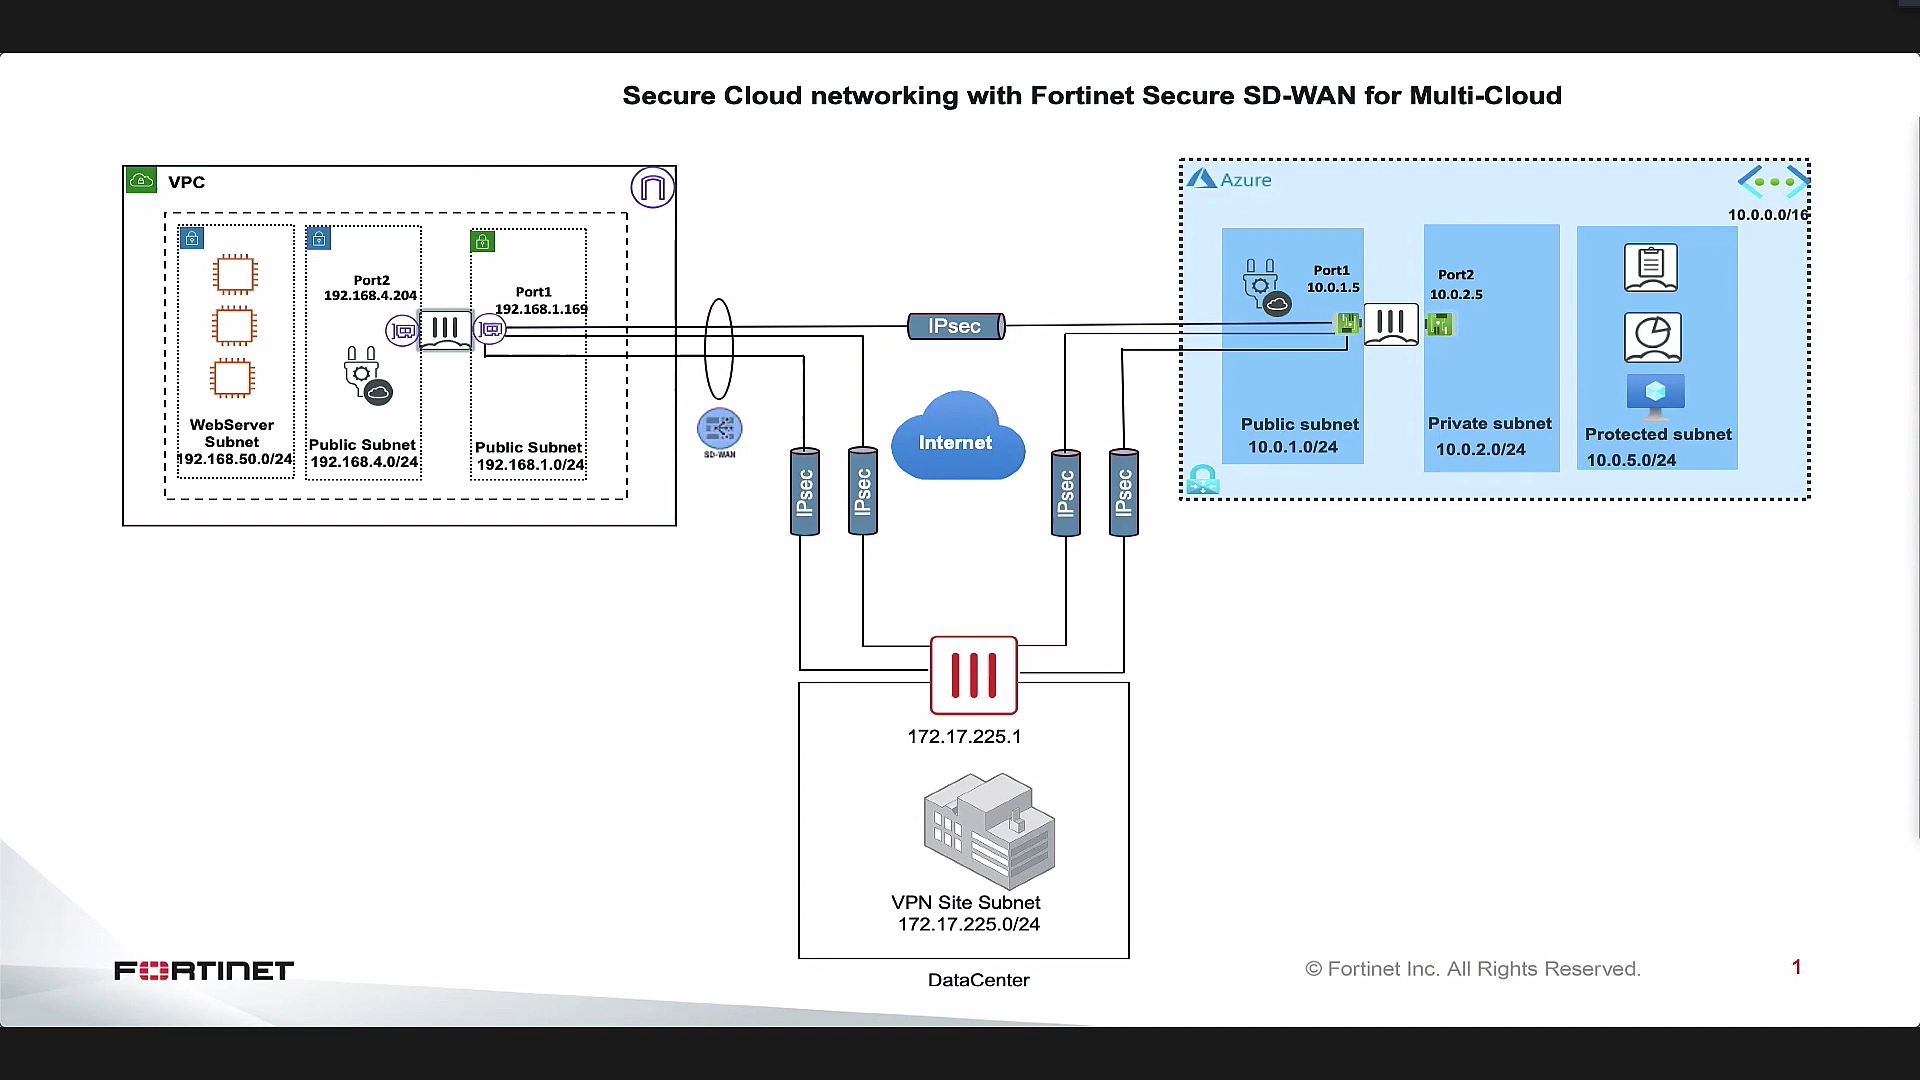 Secure Cloud networking with Fortinet Secure SD-WAN for Multi-Cloud
VPC
Port2
192.168.4.204
Port1
192.168.1.169
WebServer
Subnet
192.168.50.0/24
Public Subnet
192.168.4.0/24
Public Subnet
192.168.1.0/24
SD-WAN
IPsec
Internet
IPsec
IPsec
IPsec
IPsec
Azure
10.0.0.0/16
Port1
10.0.1.5
Port2
10.0.2.5
Public subnet
10.0.1.0/24
Private subnet
10.0.2.0/24
Protected subnet
10.0.5.0/24
172.17.225.1
VPN Site Subnet
172.17.225.0/24
DataCenter
FORTINET
© Fortinet Inc. All Rights Reserved.
1